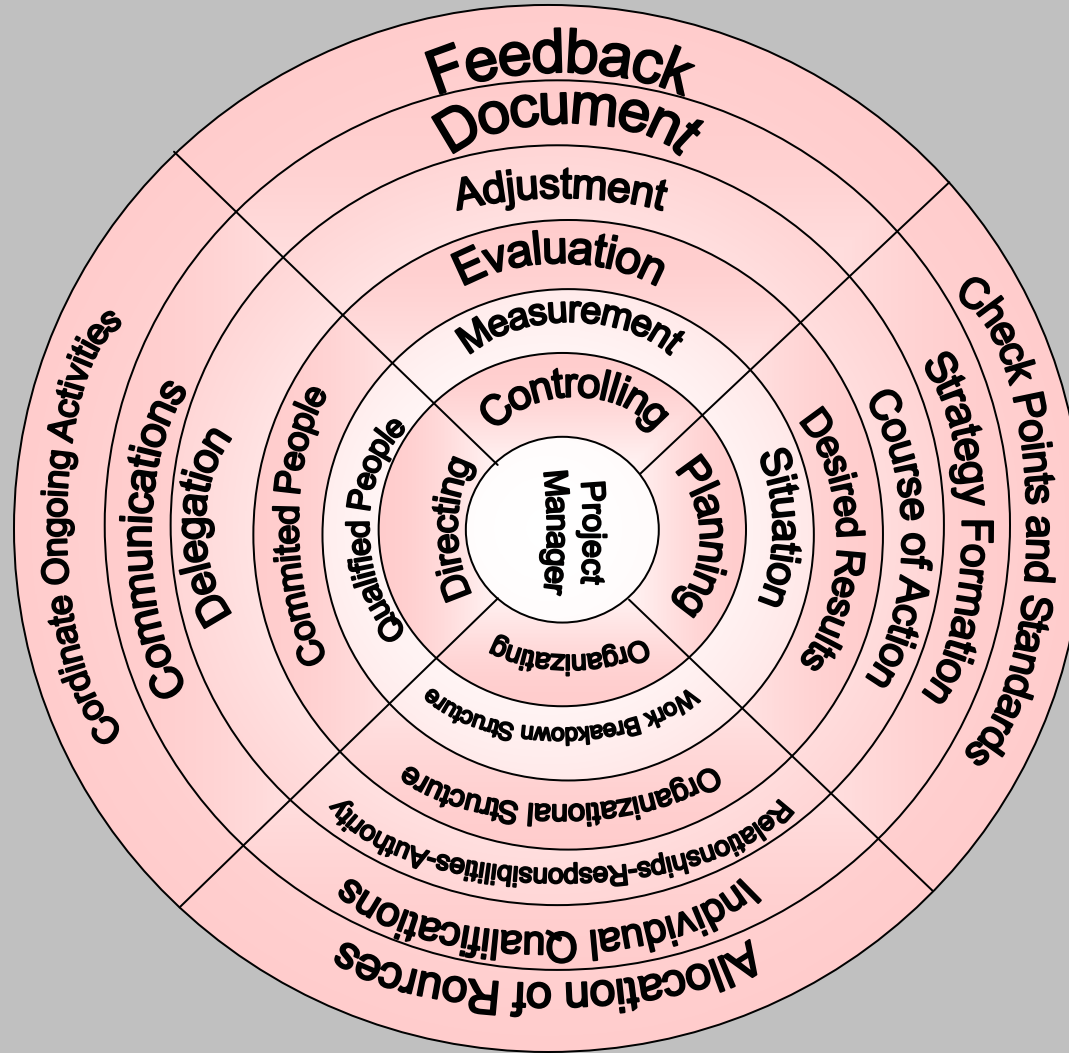 Feedback
Document
Adjustment
Evaluation
Measurement
Controlling
Project
Manager
Planning
Situation
Desired Results
Course of Action
Strategy Formation
Check Points and Standards
Organizating
Work Breakdown Structure
Organizational Structure
Relationships-Responsibilities-Authority
Individual Qualifications
Allocation of Rources
Directing
Qualified People
Commited People
Delegation
Communications
Cordinate Ongoing Activities